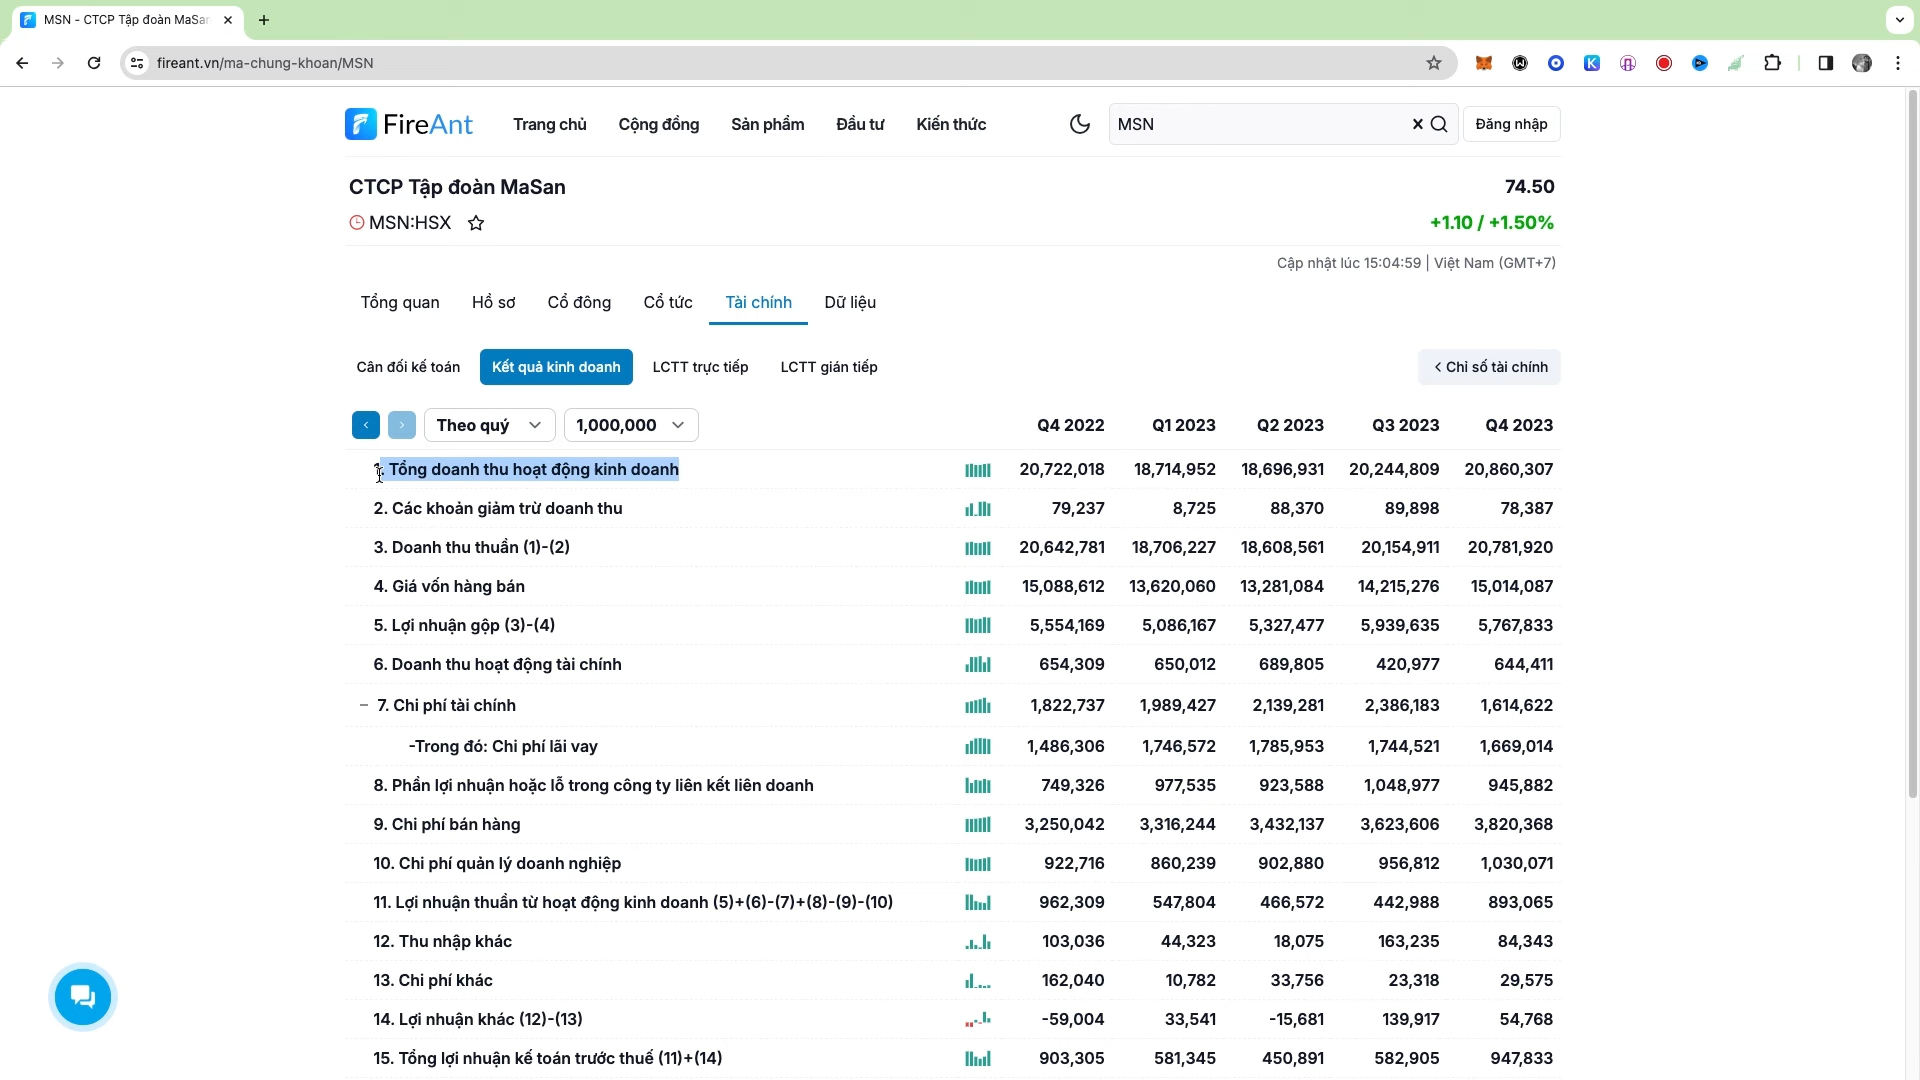 MSN - CTCP Tập đoàn MaSan
fireant.vn/ma-chung-khoan/MSN
FireAnt Trang chủ Cộng đồng Sản phẩm Đầu tư Kiến thức MSN Đăng nhập
CTCP Tập đoàn MaSan 74.50
MSN:HSX +1.10 / +1.50%
Cập nhật lúc 15:04:59 | Việt Nam (GMT+7)
Tổng quan Hồ sơ Cổ đông Cổ tức Tài chính Dữ liệu
Cân đối kế toán Kết quả kinh doanh LCTT trực tiếp LCTT gián tiếp Chỉ số tài chính
Theo quý 1,000,000 Q4 2022 Q1 2023 Q2 2023 Q3 2023 Q4 2023
1. Tổng doanh thu hoạt động kinh doanh 20,722,018 18,714,952 18,696,931 20,244,809 20,860,307
2. Các khoản giảm trừ doanh thu 79,237 8,725 88,370 89,898 78,387
3. Doanh thu thuần (1)-(2) 20,642,781 18,706,227 18,608,561 20,154,911 20,781,920
4. Giá vốn hàng bán 15,088,612 13,620,060 13,281,084 14,215,276 15,014,087
5. Lợi nhuận gộp (3)-(4) 5,554,169 5,086,167 5,327,477 5,939,635 5,767,833
6. Doanh thu hoạt động tài chính 654,309 650,012 689,805 420,977 644,411
7. Chi phí tài chính 1,822,737 1,989,427 2,139,281 2,386,183 1,614,622
-Trong đó: Chi phí lãi vay 1,486,306 1,746,572 1,785,953 1,744,521 1,669,014
8. Phần lợi nhuận hoặc lỗ trong công ty liên kết liên doanh 749,326 977,535 923,588 1,048,977 945,882
9. Chi phí bán hàng 3,250,042 3,316,244 3,432,137 3,623,606 3,820,368
10. Chi phí quản lý doanh nghiệp 922,716 860,239 902,880 956,812 1,030,071
11. Lợi nhuận thuần từ hoạt động kinh doanh (5)+(6)-(7)+(8)-(9)-(10) 962,309 547,804 466,572 442,988 893,065
12. Thu nhập khác 103,036 44,323 18,075 163,235 84,343
13. Chi phí khác 162,040 10,782 33,756 23,318 29,575
14. Lợi nhuận khác (12)-(13) -59,004 33,541 -15,681 139,917 54,768
15. Tổng lợi nhuận kế toán trước thuế (11)+(14) 903,305 581,345 450,891 582,905 947,833